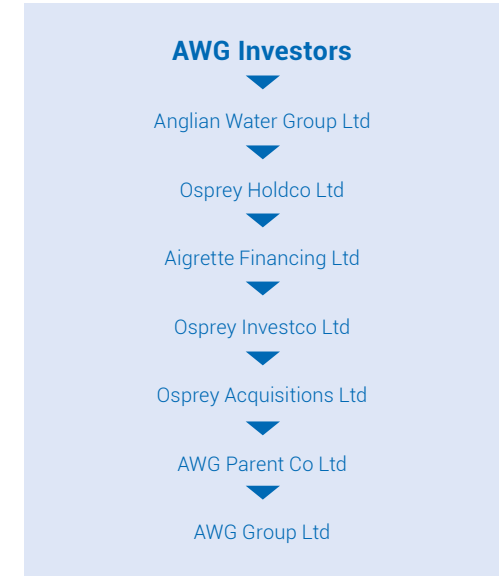 AWG Investors
Anglian Water Group Ltd
Osprey Holdco Ltd
Aigrette Financing Ltd
Osprey Investco Ltd
Osprey Acquisitions Ltd
AWG Parent Co Ltd
AWG Group Ltd